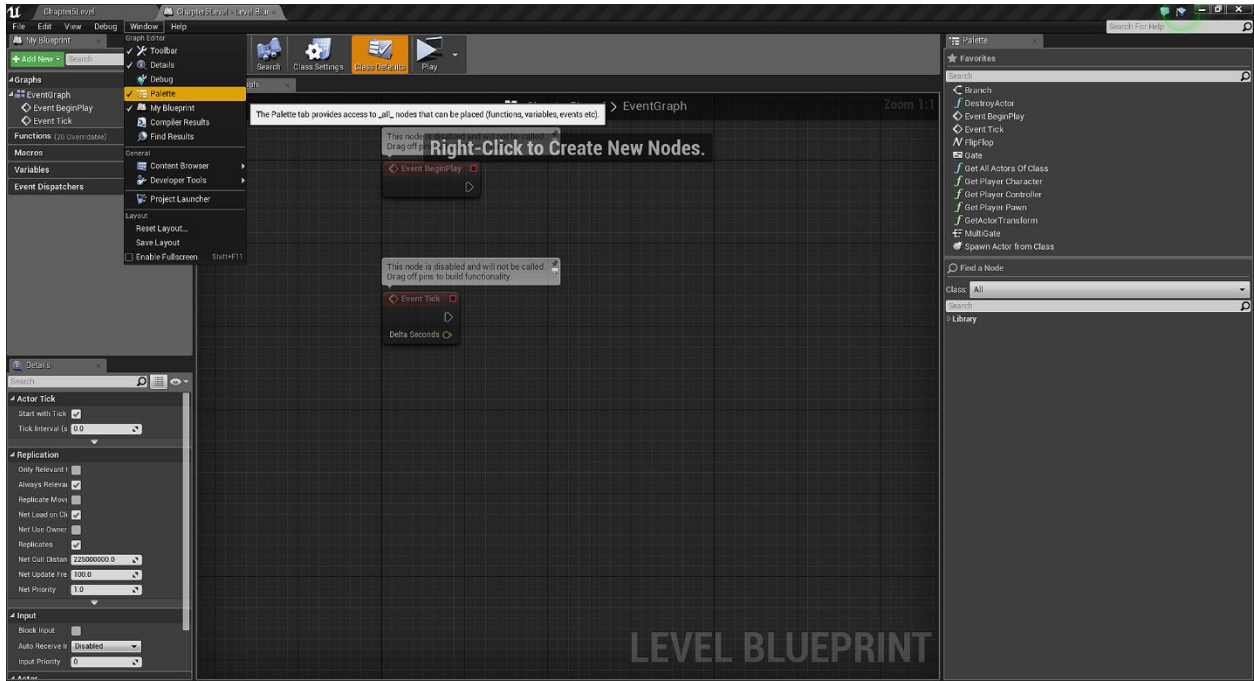 Chapter5Level
Chapter5Level - Level Blu
File Edit View Debug Window Help
Search For Help
My Blueprint
+ Add New
Search
Graphs
EventGraph
Event BeginPlay
Event Tick
Functions (20 Overridable)
Macros
Variables
Event Dispatchers
Graph Editor
Toolbar
Details
Debug
Palette
My Blueprint
Compiler Results
Find Results
General
Content Browser
Developer Tools
Project Launcher
Layout
Reset Layout...
Save Layout
Enable Fullscreen Shift+F11
Search
Class Settings
Class Defaults
Play
> EventGraph
Zoom 1:1
The Palette tab provides access to _all_ nodes that can be placed (functions, variables, events etc).
Right-Click to Create New Nodes.
This node
Drag off
Event BeginPlay
This node is disabled and will not be called.
Drag off pins to build functionality.
Event Tick
Delta Seconds
LEVEL BLUEPRINT
Details
Search
Actor Tick
Start with Tick
Tick Interval (s 0.0
Replication
Only Relevant
Always Releva
Replicate Move
Net Load on Cli
Net Use Owner
Replicates
Net Cull Distan 225000000.0
Net Update Fre 100.0
Net Priority 1.0
Input
Block Input
Auto Receive Disabled
Input Priority 0
Actor
Palette
Favorites
Search
Branch
DestroyActor
Event BeginPlay
Event Tick
FlipFlop
Gate
Get All Actors Of Class
Get Player Character
Get Player Controller
Get Player Pawn
GetActorTransform
MultiGate
Spawn Actor from Class
Find a Node
Class: All
Search
Library